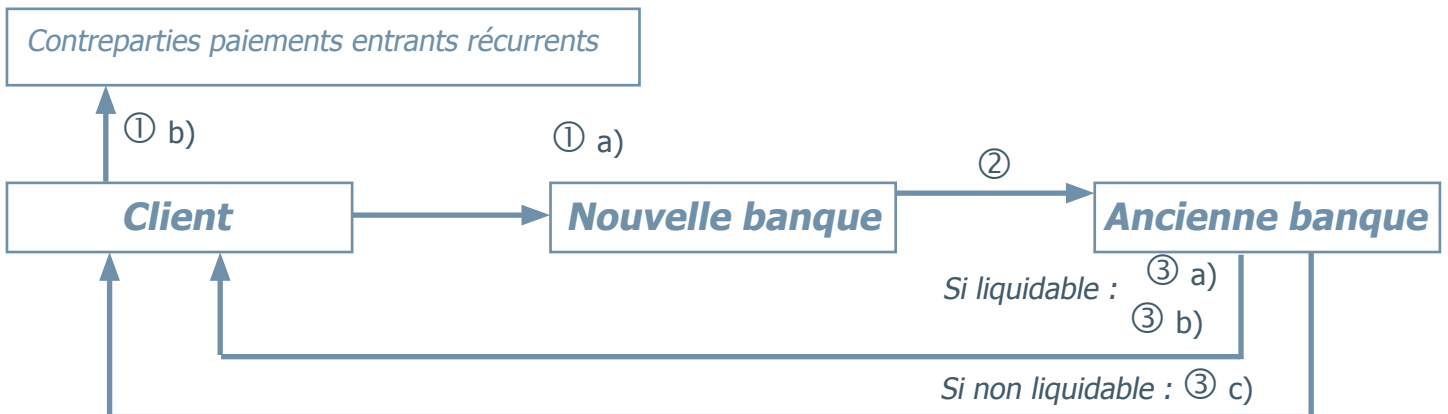 Contreparties paiements entrants récurrents
① b)
① a)
②
Client
Nouvelle banque
Ancienne banque
Si liquidable : ③ a)
③ b)
Si non liquidable : ③ c)